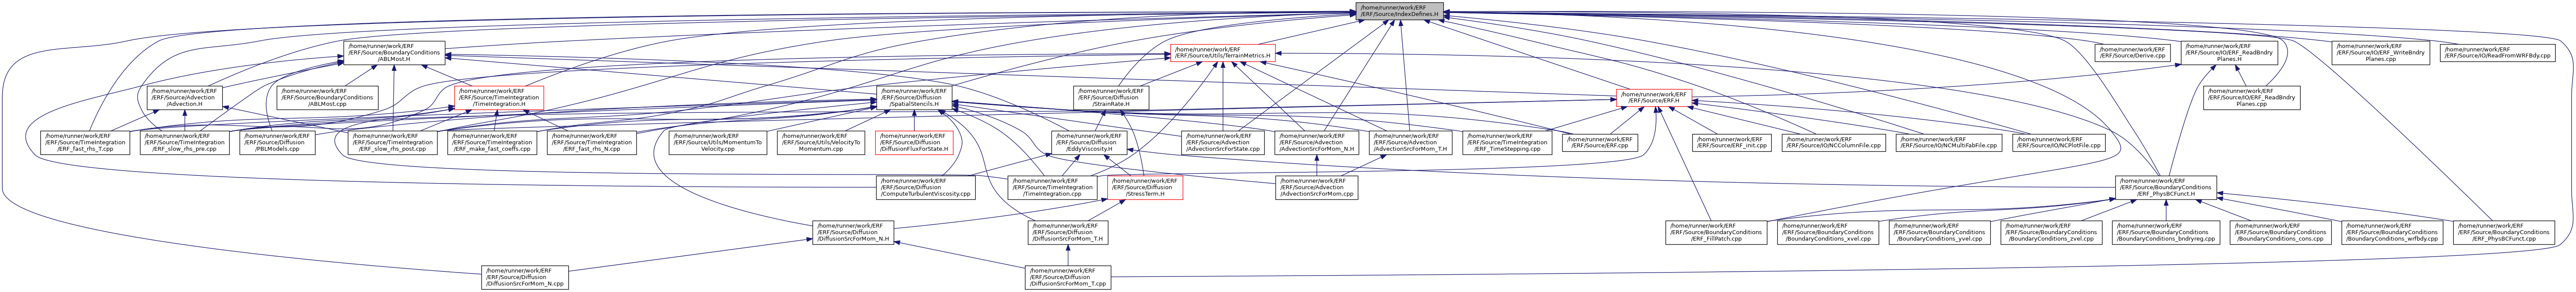 /home/runner/work/ERF
/ERF/Source/IndexDefines.H
/home/runner/work/ERF
/ERF/Source/BoundaryConditions
/ABLMost.H
/home/runner/work/ERF
/ERF/Source/Utils/TerrainMetrics.H
/home/runner/work/ERF
/ERF/Source/Derive.cpp
/home/runner/work/ERF
/ERF/Source/IO/ERF_ReadBndry
Planes.H
/home/runner/work/ERF
/ERF/Source/IO/ERF_WriteBndry
Planes.cpp
/home/runner/work/ERF
/ERF/Source/IO/ReadFromWRFBdy.cpp
/home/runner/work/ERF
/ERF/Source/Advection
/Advection.H
/home/runner/work/ERF
/ERF/Source/BoundaryConditions
/ABLMost.cpp
/home/runner/work/ERF
/ERF/Source/TimeIntegration
/TimeIntegration.H
/home/runner/work/ERF
/ERF/Source/Diffusion
/SpatialStencils.H
/home/runner/work/ERF
/ERF/Source/Diffusion
/StrainRate.H
/home/runner/work/ERF
/ERF/Source/ERF.H
/home/runner/work/ERF
/ERF/Source/IO/ERF_ReadBndry
Planes.cpp
/home/runner/work/ERF
/ERF/Source/TimeIntegration
/ERF_fast_rhs_T.cpp
/home/runner/work/ERF
/ERF/Source/TimeIntegration
/ERF_slow_rhs_pre.cpp
/home/runner/work/ERF
/ERF/Source/Diffusion
/PBLModels.cpp
/home/runner/work/ERF
/ERF/Source/TimeIntegration
/ERF_slow_rhs_post.cpp
/home/runner/work/ERF
/ERF/Source/TimeIntegration
/ERF_make_fast_coeffs.cpp
/home/runner/work/ERF
/ERF/Source/TimeIntegration
/ERF_fast_rhs_N.cpp
/home/runner/work/ERF
/ERF/Source/Utils/MomentumTo
Velocity.cpp
/home/runner/work/ERF
/ERF/Source/Utils/VelocityTo
Momentum.cpp
/home/runner/work/ERF
/ERF/Source/Diffusion
/DiffusionFluxForState.H
/home/runner/work/ERF
/ERF/Source/Diffusion
/EddyViscosity.H
/home/runner/work/ERF
/ERF/Source/Advection
/AdvectionSrcForState.cpp
/home/runner/work/ERF
/ERF/Source/Advection
/AdvectionSrcForMom_N.H
/home/runner/work/ERF
/ERF/Source/Advection
/AdvectionSrcForMom_T.H
/home/runner/work/ERF
/ERF/Source/TimeIntegration
/ERF_TimeStepping.cpp
/home/runner/work/ERF
/ERF/Source/ERF.cpp
/home/runner/work/ERF
/ERF/Source/ERF_init.cpp
/home/runner/work/ERF
/ERF/Source/IO/NCColumnFile.cpp
/home/runner/work/ERF
/ERF/Source/IO/NCMultiFabFile.cpp
/home/runner/work/ERF
/ERF/Source/IO/NCPlotFile.cpp
/home/runner/work/ERF
/ERF/Source/Diffusion
/ComputeTurbulentViscosity.cpp
/home/runner/work/ERF
/ERF/Source/TimeIntegration
/TimeIntegration.cpp
/home/runner/work/ERF
/ERF/Source/Diffusion
/StressTerm.H
/home/runner/work/ERF
/ERF/Source/Advection
/AdvectionSrcForMom.cpp
/home/runner/work/ERF
/ERF/Source/BoundaryConditions
/ERF_PhysBCFunct.H
/home/runner/work/ERF
/ERF/Source/Diffusion
/DiffusionSrcForMom_N.H
/home/runner/work/ERF
/ERF/Source/Diffusion
/DiffusionSrcForMom_T.H
/home/runner/work/ERF
/ERF/Source/BoundaryConditions
/ERF_FillPatch.cpp
/home/runner/work/ERF
/ERF/Source/BoundaryConditions
/BoundaryConditions_xvel.cpp
/home/runner/work/ERF
/ERF/Source/BoundaryConditions
/BoundaryConditions_yvel.cpp
/home/runner/work/ERF
/ERF/Source/BoundaryConditions
/BoundaryConditions_zvel.cpp
/home/runner/work/ERF
/ERF/Source/BoundaryConditions
/BoundaryConditions_bndryreg.cpp
/home/runner/work/ERF
/ERF/Source/BoundaryConditions
/BoundaryConditions_cons.cpp
/home/runner/work/ERF
/ERF/Source/BoundaryConditions
/BoundaryConditions_wrfbdy.cpp
/home/runner/work/ERF
/ERF/Source/BoundaryConditions
/ERF_PhysBCFunct.cpp
/home/runner/work/ERF
/ERF/Source/Diffusion
/DiffusionSrcForMom_N.cpp
/home/runner/work/ERF
/ERF/Source/Diffusion
/DiffusionSrcForMom_T.cpp